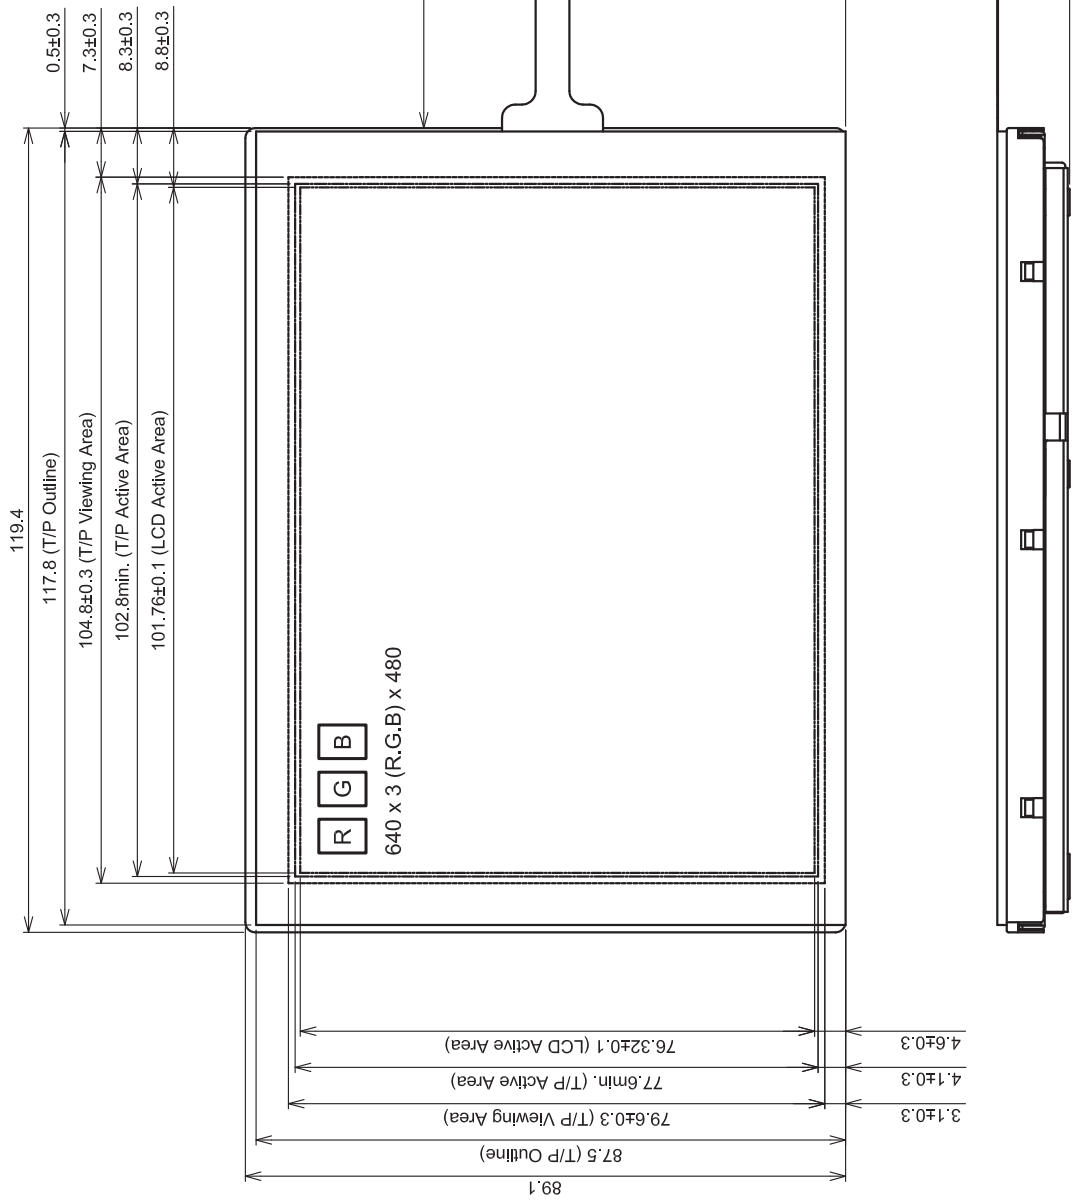 119.4
117.8 (T/P Outline)
0.5±0.3
104.8±0.3 (T/P Viewing Area)
7.3±0.3
102.8min. (T/P Active Area)
8.3±0.3
101.76±0.1 (LCD Active Area)
8.8±0.3
R G B
640 x 3 (R.G.B) x 480
76.32±0.1 (LCD Active Area)
4.6±0.3
77.6min. (T/P Active Area)
4.1±0.3
79.6±0.3 (T/P Viewing Area)
3.1±0.3
87.5 (T/P Outline)
89.1